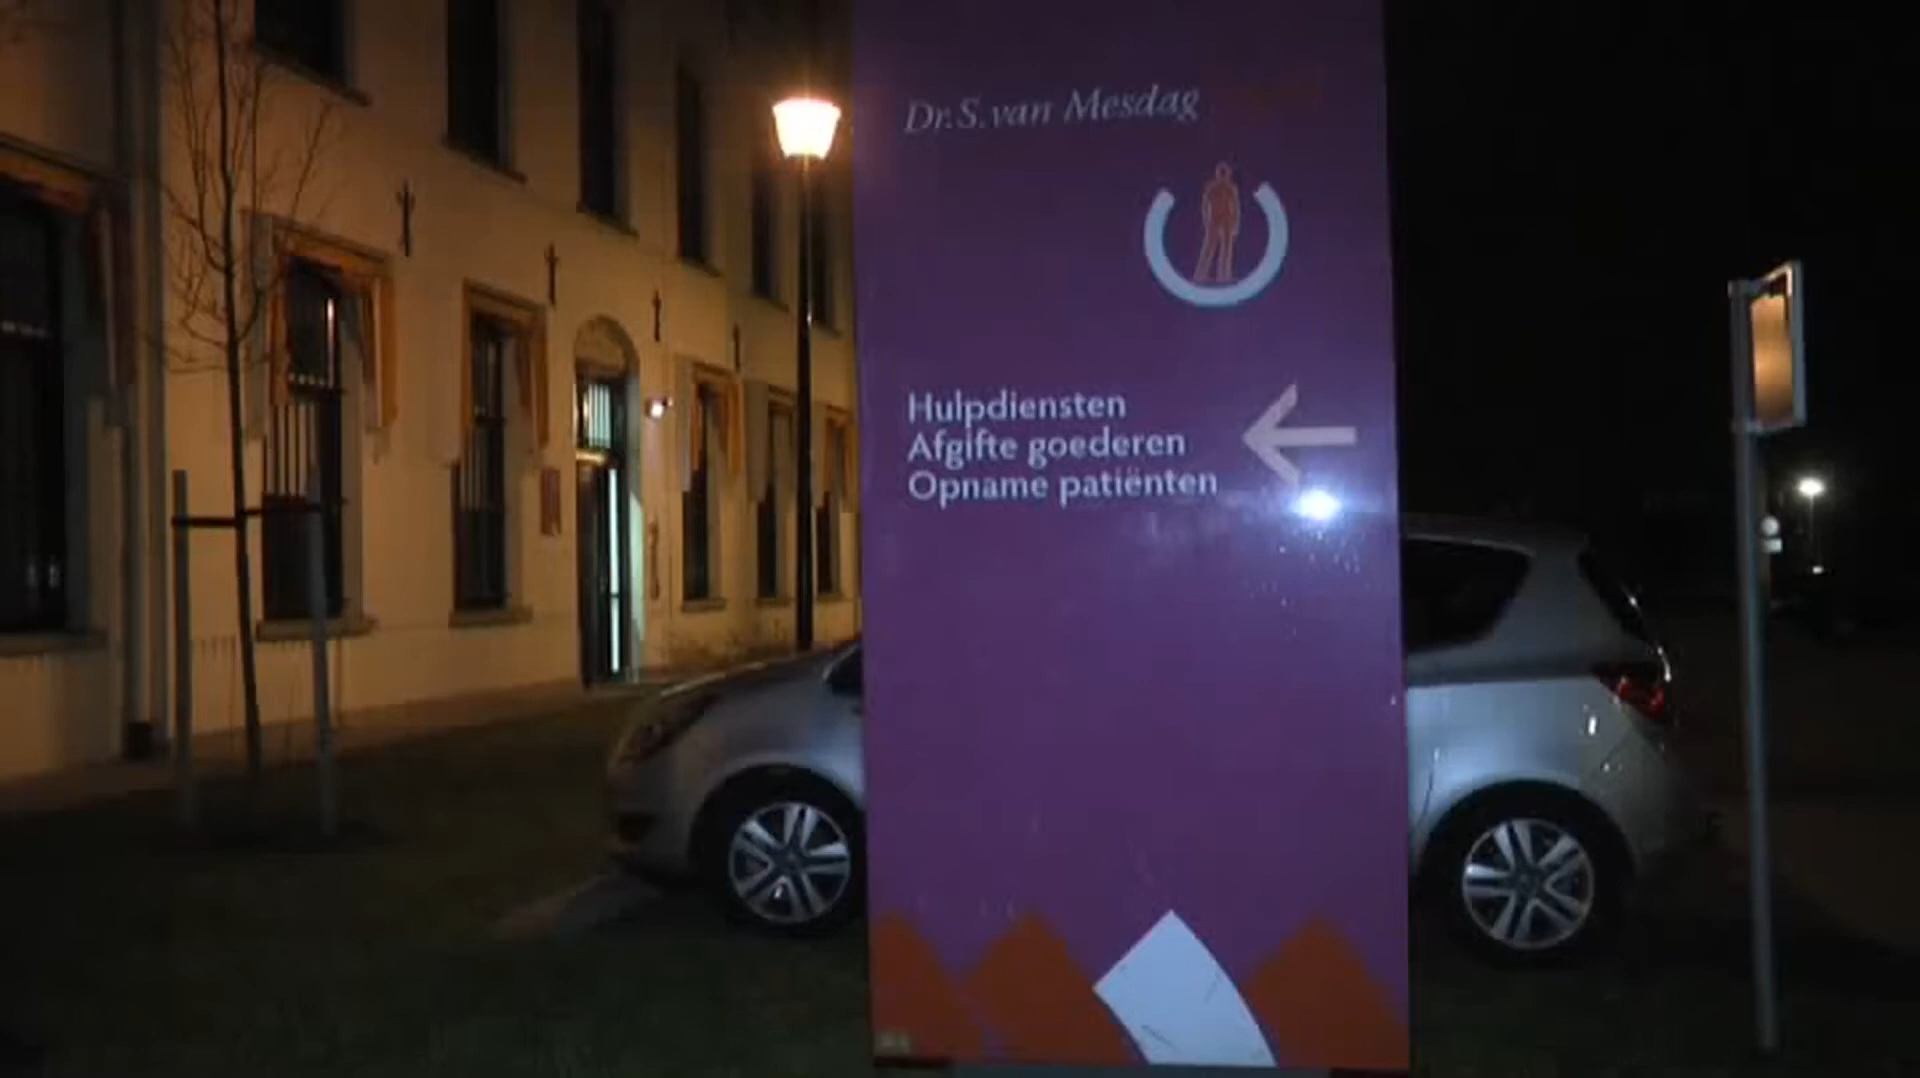 Dr. S. van Mesdag
Hulpdiensten
Afgifte goederen
Opname patiënten